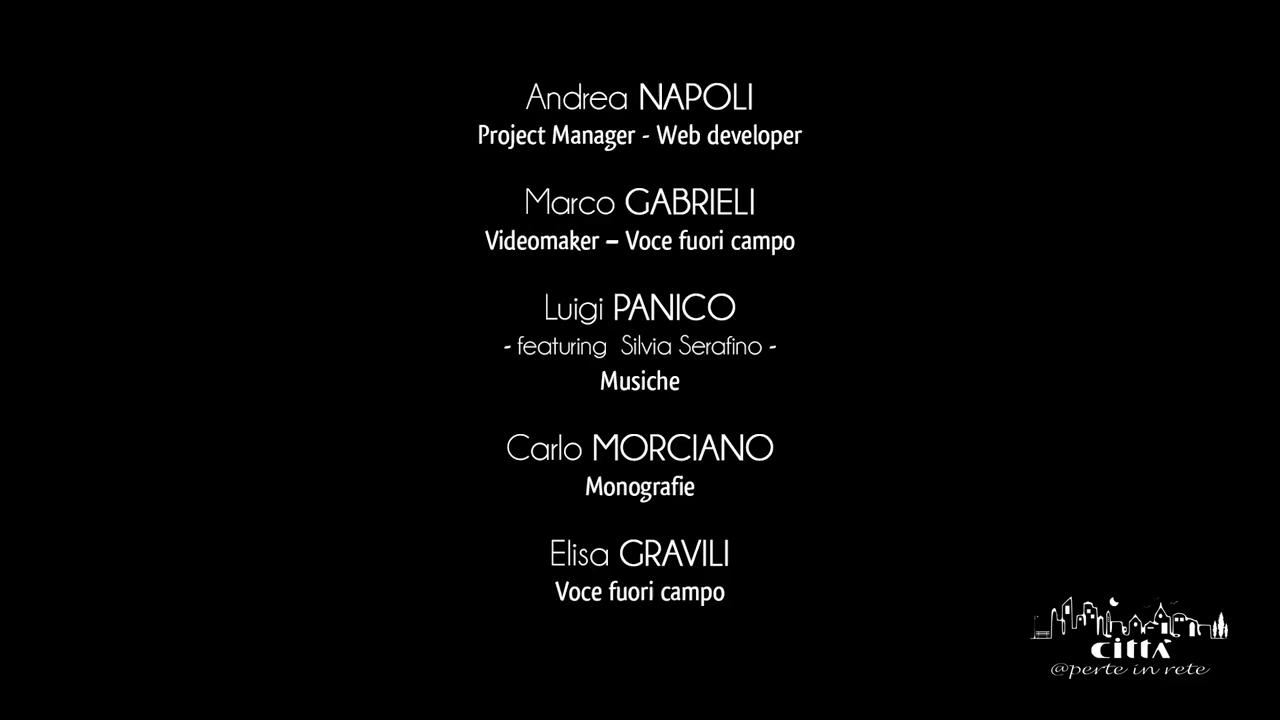 Andrea NAPOLI
Project Manager - Web developer
Marco GABRIELI
Videomaker – Voce fuori campo
Luigi PANICO
- featuring Silvia Serafino -
Musiche
Carlo MORCIANO
Monografie
Elisa GRAVILI
Voce fuori campo
CITTÀ
@perte in rete